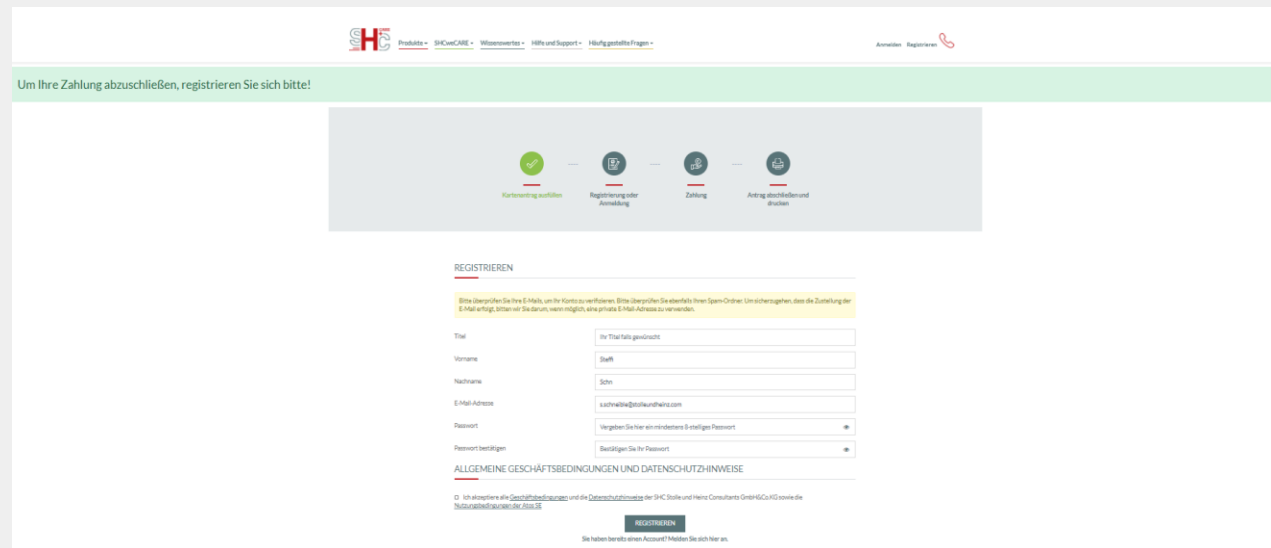 SHC
Produkte SHCweCARE Wissenswertes Hilfe und Support Häufig gestellte Fragen
Anmelden Registrieren
Um Ihre Zahlung abzuschließen, registrieren Sie sich bitte!
Kartenantrag ausfüllen
Registrierung oder
Anmeldung
Zahlung
Antrag abschließen und
drucken
REGISTRIEREN
Bitte überprüfen Sie Ihre E-Mails, um Ihr Konto zu verifizieren. Bitte überprüfen Sie ebenfalls Ihren Spam-Ordner. Um sicherzugehen, dass die Zustellung der
E-Mail erfolgt, bitten wir Sie darum, wenn möglich, eine private E-Mail-Adresse zu verwenden.
Titel Ihr Titel falls gewünscht
Vorname Steffi
Nachname Schn
E-Mail-Adresse s.schneible@stolleundheinz.com
Passwort Vergeben Sie hier ein mindestens 8-stelliges Passwort
Passwort bestätigen Bestätigen Sie Ihr Passwort
ALLGEMEINE GESCHÄFTSBEDINGUNGEN UND DATENSCHUTZHINWEISE
Ich akzeptiere alle Geschäftsbedingungen und die Datenschutzhinweise der SHC Stolle und Heinz Consultants GmbH&Co.KG sowie die
Nutzungsbedingungen der Atos SE
REGISTRIEREN
Sie haben bereits einen Account? Melden Sie sich hier an.